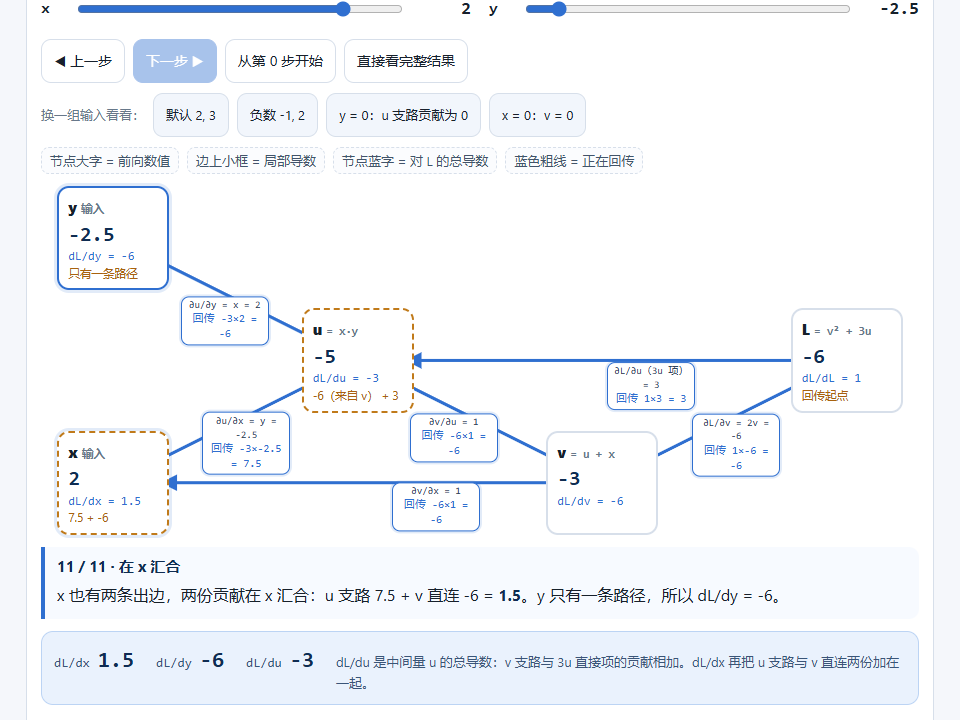 x 2 y -2.5
◀ 上一步 下一步 ▶ 从第 0 步开始 直接看完整结果
换一组输入看看： 默认 2, 3 负数 -1, 2 y = 0：u 支路贡献为 0 x = 0：v = 0
节点大字 = 前向数值 边上小框 = 局部导数 节点蓝字 = 对 L 的总导数 蓝色粗线 = 正在回传
y 输入
-2.5
dL/dy = -6
只有一条路径
∂u/∂y = x = 2
回传 -3×2 =
-6
u = x·y
-5
dL/du = -3
-6（来自 v） + 3
L = v² + 3u
-6
dL/dL = 1
回传起点
∂L/∂u（3u 项）
= 3
回传 1×3 = 3
∂u/∂x = y =
-2.5
回传 -3×-2.5
= 7.5
∂v/∂u = 1
回传 -6×1 =
-6
∂L/∂v = 2v =
-6
回传 1×-6 =
-6
x 输入
2
dL/dx = 1.5
7.5 + -6
v = u + x
-3
dL/dv = -6
∂v/∂x = 1
回传 -6×1 =
-6
11 / 11 · 在 x 汇合
x 也有两条出边，两份贡献在 x 汇合：u 支路 7.5 + v 直连 -6 = 1.5。y 只有一条路径，所以 dL/dy = -6。
dL/dx 1.5 dL/dy -6 dL/du -3 dL/du 是中间量 u 的总导数：v 支路与 3u 直接项的贡献相加。dL/dx 再把 u 支路与 v 直连两份加在
一起。